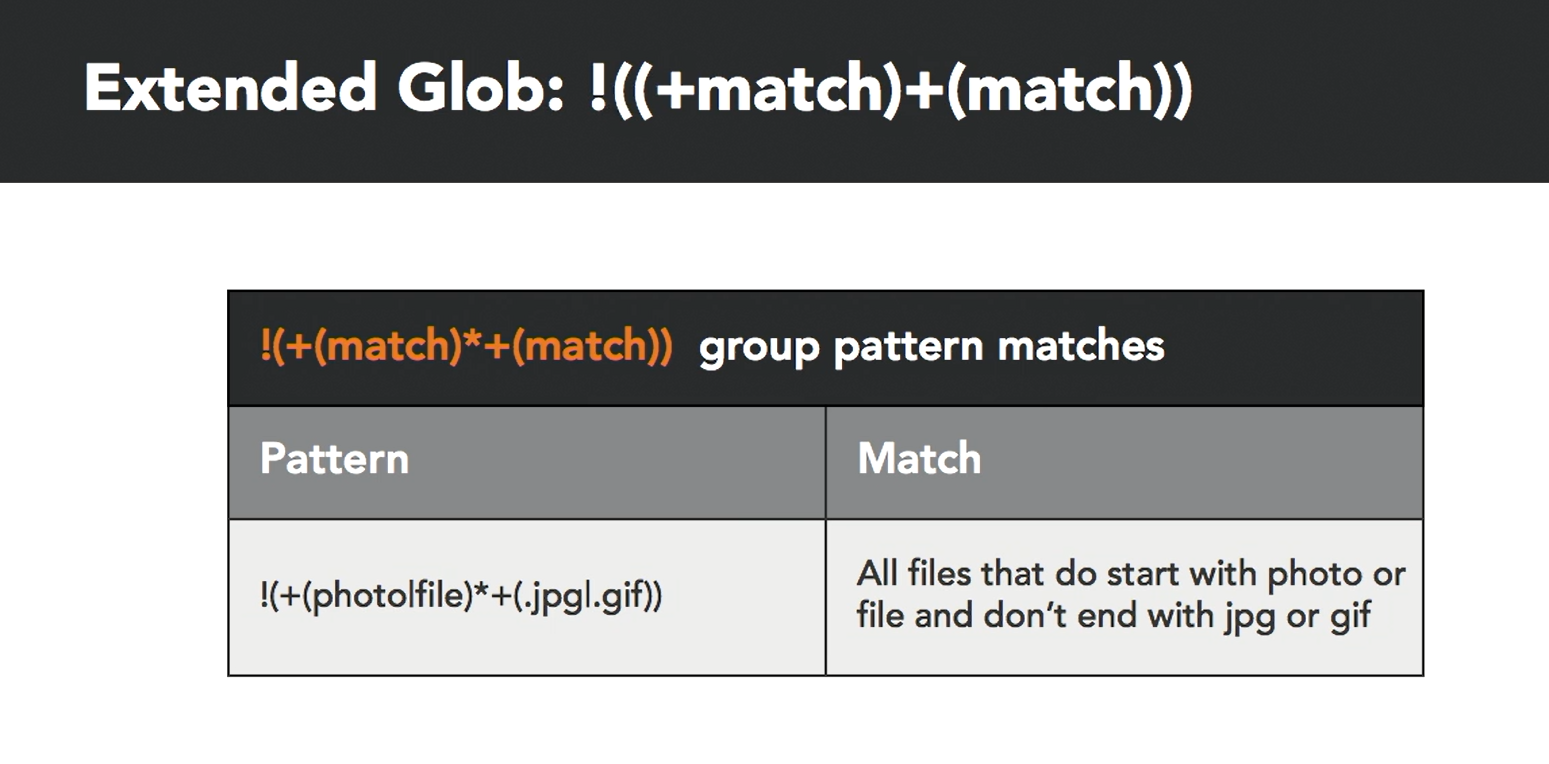 Extended Glob: !((+match)+(match))
!(+(match)*+(match)) group pattern matches
Pattern
Match
!(+(photo|file)*+(.jpg|.gif))
All files that do start with photo or
file and don’t end with jpg or gif